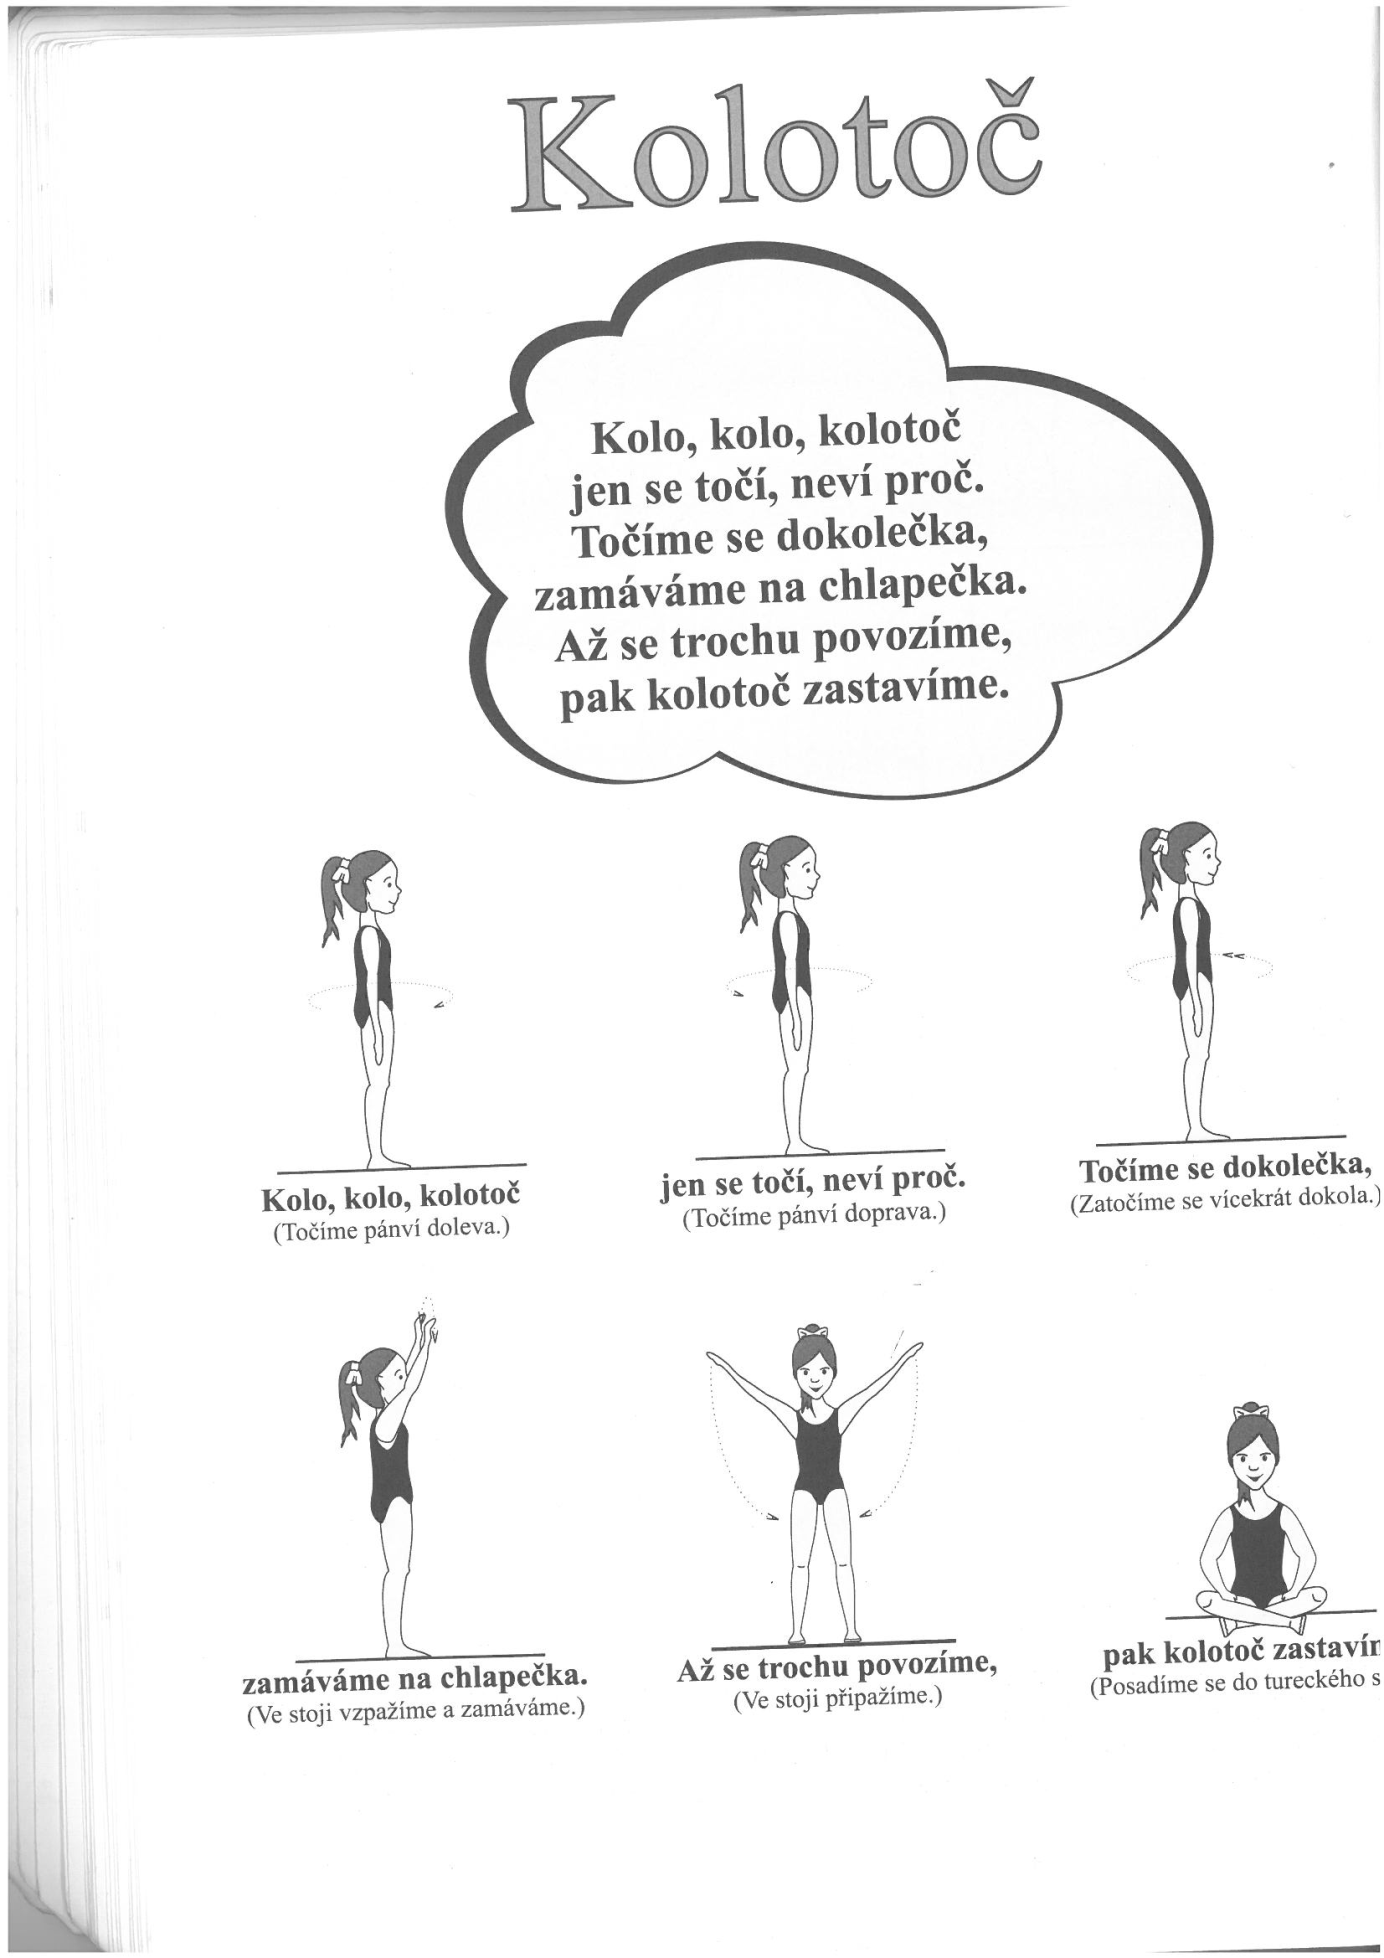 Kolotoč
Kolo, kolo, kolotoč
jen se točí, neví proč.
Točíme se dokolečka,
zamáváme na chlapečka.
Až se trochu povozíme,
pak kolotoč zastavíme.
Kolo, kolo, kolotoč
(Točíme pánví doleva.)
jen se točí, neví proč.
(Točíme pánví doprava.)
Točíme se dokolečka,
(Zatočíme se vícekrát dokola.)
zamáváme na chlapečka.
(Ve stoji vzpažíme a zamáváme.)
Až se trochu povozíme,
(Ve stoji připažíme.)
pak kolotoč
(Posadíme se do tureckého